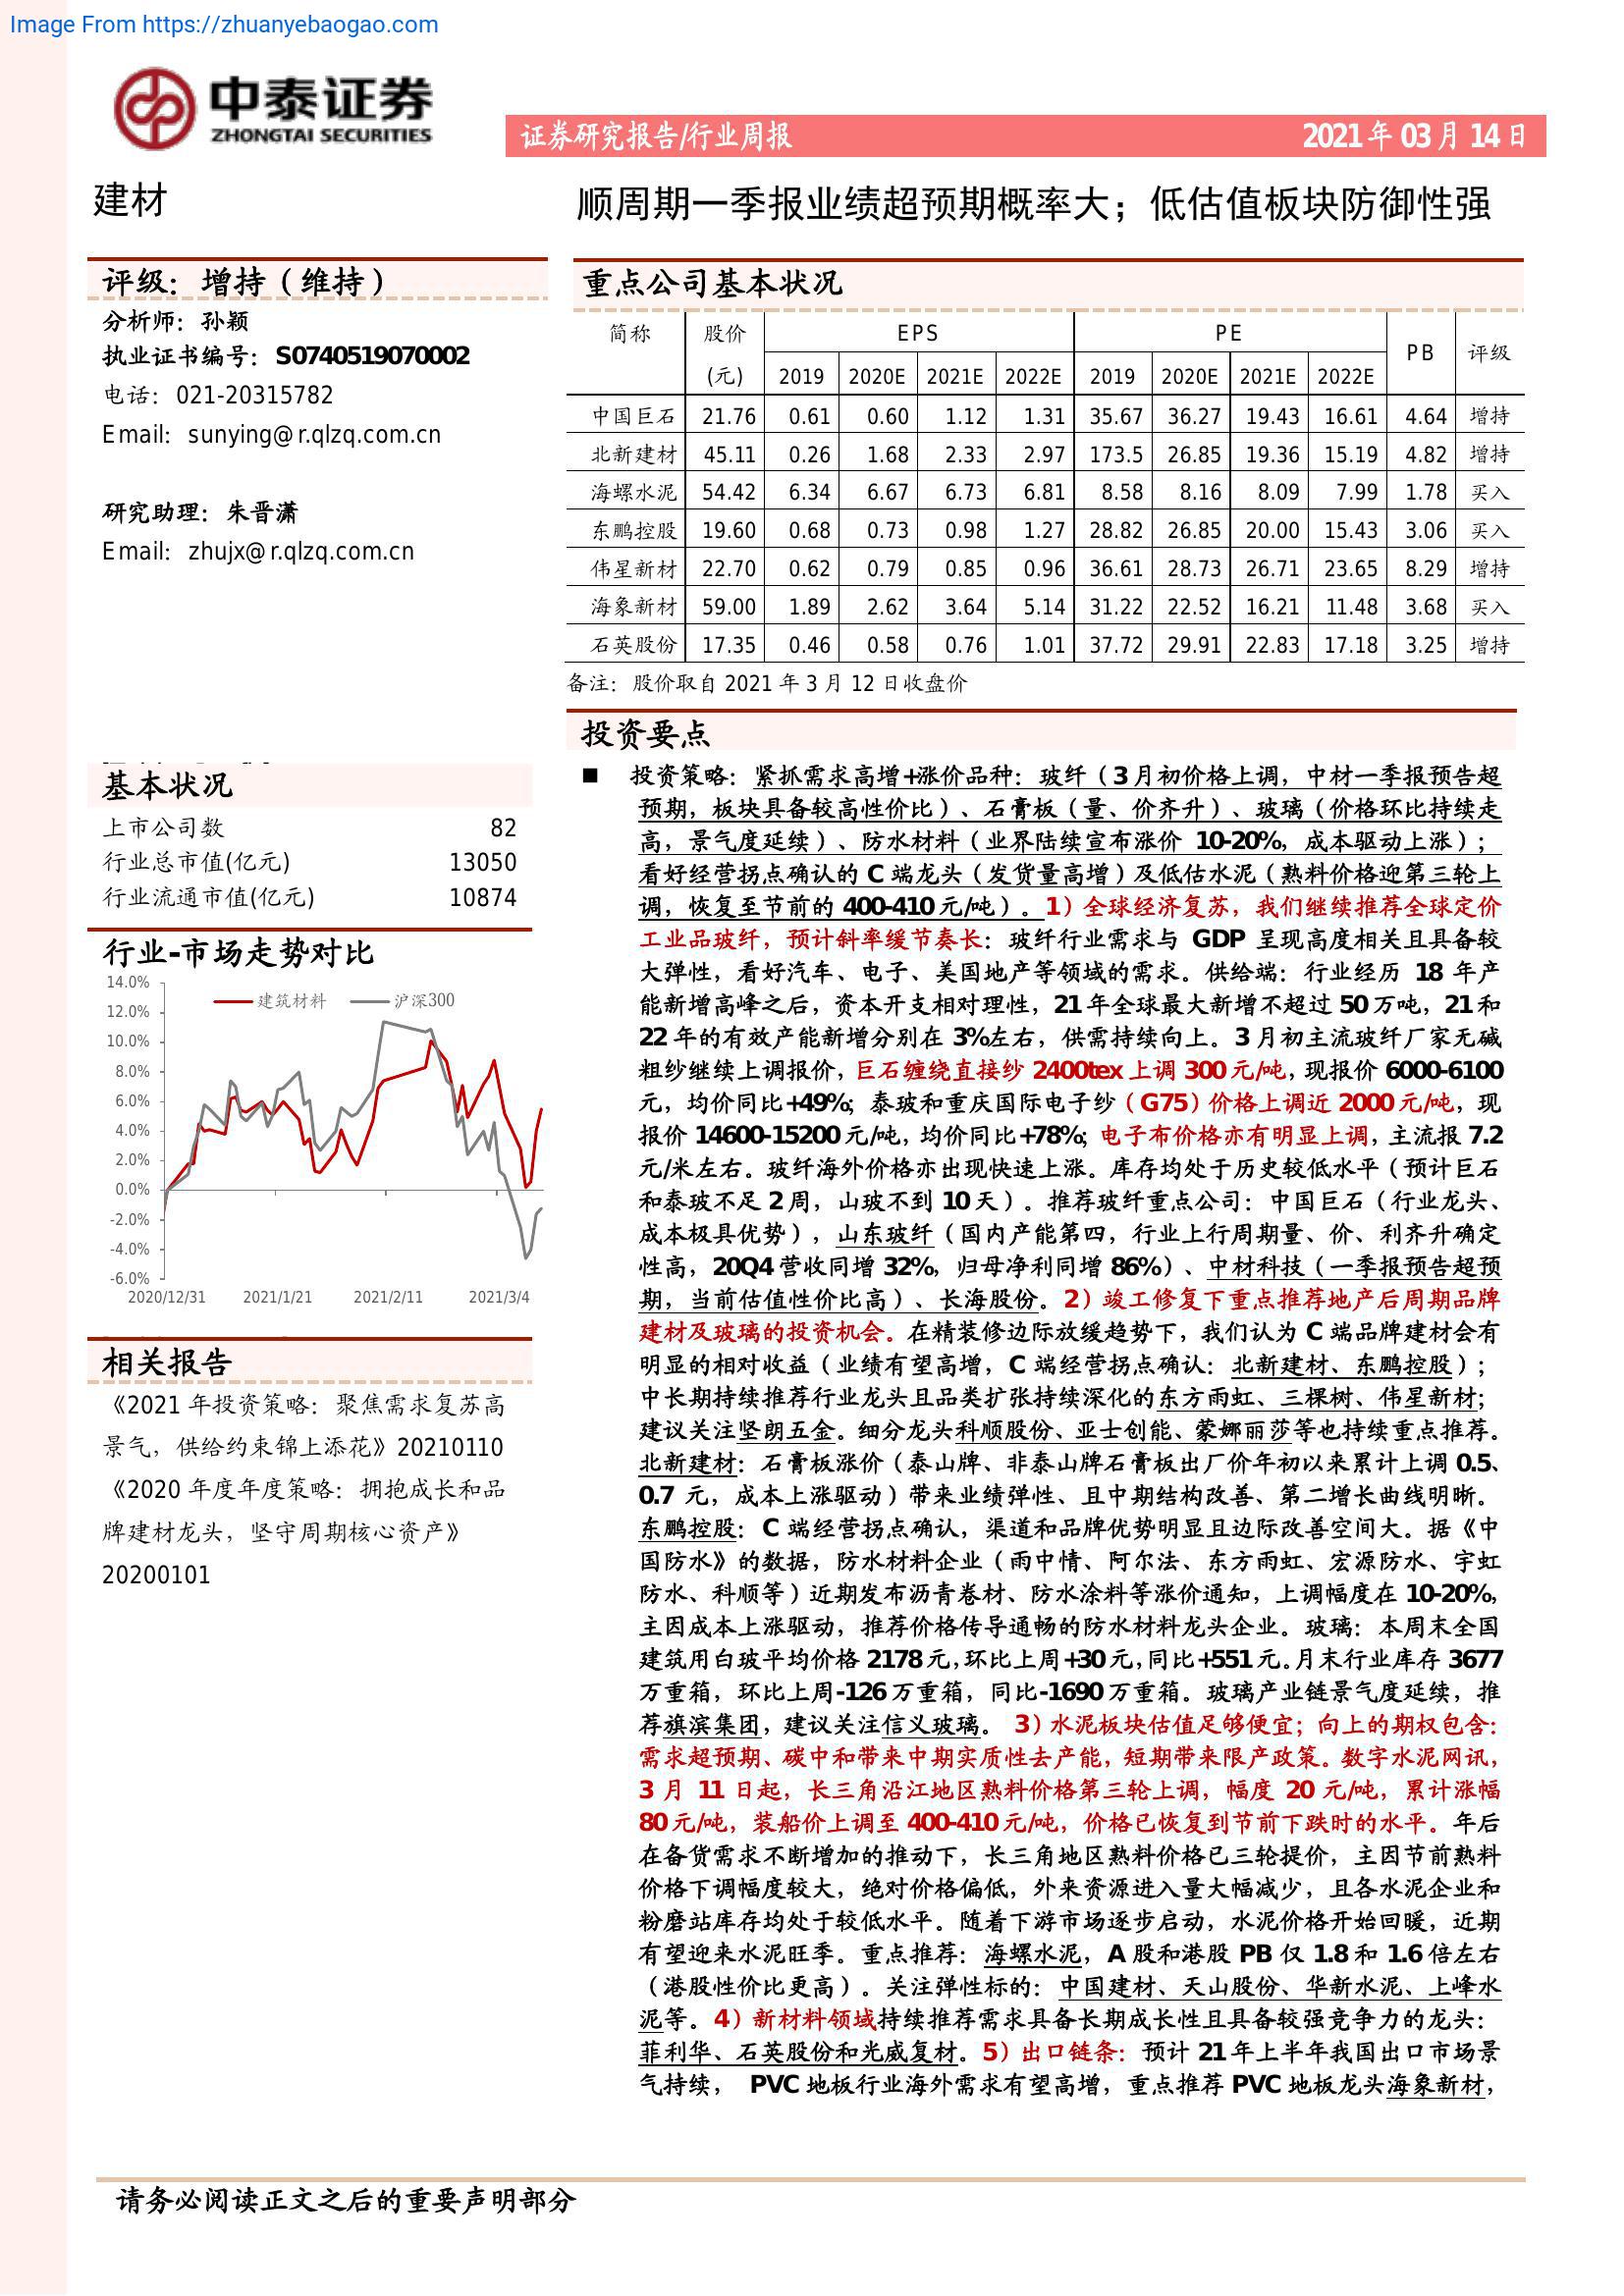 Image From https://zhuanyebaogao.com
中泰证券
ZHONGTAI SECURITIES
证券研究报告/行业周报 2021年 03月 14日
建材
顺周期一季报业绩超预期概率大；低估值板块防御性强
评级：增持（维持）
分析师：孙颖
执业证书编号：S0740519070002
电话：021-20315782
Email：sunying@r.qlzq.com.cn
研究助理：朱晋潇
Email：zhujx@r.qlzq.com.cn
基本状况
上市公司数 82
行业总市值(亿元) 13050
行业流通市值(亿元) 10874
行业-市场走势对比
建筑材料 沪深300
14.0%
12.0%
10.0%
8.0%
6.0%
4.0%
2.0%
0.0%
-2.0%
-4.0%
-6.0%
2020/12/31 2021/1/21 2021/2/11 2021/3/4
相关报告
《2021年投资策略：聚焦需求复苏高
景气，供给约束锦上添花》20210110
《2020年度年度策略：拥抱成长和品
牌建材龙头，坚守周期核心资产》
20200101
重点公司基本状况
简称 股价 EPS PE PB 评级
(元) 2019 2020E 2021E 2022E 2019 2020E 2021E 2022E
中国巨石 21.76 0.61 0.60 1.12 1.31 35.67 36.27 19.43 16.61 4.64 增持
北新建材 45.11 0.26 1.68 2.33 2.97 173.5 26.85 19.36 15.19 4.82 增持
海螺水泥 54.42 6.34 6.67 6.73 6.81 8.58 8.16 8.09 7.99 1.78 买入
东鹏控股 19.60 0.68 0.73 0.98 1.27 28.82 26.85 20.00 15.43 3.06 买入
伟星新材 22.70 0.62 0.79 0.85 0.96 36.61 28.73 26.71 23.65 8.29 增持
海象新材 59.00 1.89 2.62 3.64 5.14 31.22 22.52 16.21 11.48 3.68 买入
石英股份 17.35 0.46 0.58 0.76 1.01 37.72 29.91 22.83 17.18 3.25 增持
备注：股价取自2021年3月12日收盘价
投资要点
■ 投资策略：紧抓需求高增+涨价品种：玻纤（3月初价格上调，中材一季报预告超
预期，板块具备较高性价比）、石膏板（量、价齐升）、玻璃（价格环比持续走
高，景气度延续）、防水材料（业界陆续宣布涨价 10-20%，成本驱动上涨）；
看好经营拐点确认的 C 端龙头（发货量高增）及低估水泥（熟料价格迎第三轮上
调，恢复至节前的 400-410元/吨）。1）全球经济复苏，我们继续推荐全球定价
工业品玻纤，预计斜率缓节奏长：玻纤行业需求与 GDP 呈现高度相关且具备较
大弹性，看好汽车、电子、美国地产等领域的需求。供给端：行业经历 18 年产
能新增高峰之后，资本开支相对理性，21年全球最大新增不超过50万吨，21和
22年的有效产能新增分别在 3%左右，供需持续向上。3月初主流玻纤厂家无碱
粗纱继续上调报价，巨石缠绕直接纱2400tex上调300元/吨，现报价6000-6100
元，均价同比+49%；泰玻和重庆国际电子纱（G75）价格上调近2000元/吨，现
报价14600-15200元/吨，均价同比+78%；电子布价格亦有明显上调，主流报7.2
元/米左右。玻纤海外价格亦出现快速上涨。库存均处于历史较低水平（预计巨石
和泰玻不足 2 周，山玻不到 10 天）。推荐玻纤重点公司：中国巨石（行业龙头、
成本极具优势），山东玻纤（国内产能第四，行业上行周期量、价、利齐升确定
性高，20Q4营收同增 32%，归母净利同增 86%）、中材科技（一季报预告超预
期，当前估值性价比高）、长海股份。2）竣工修复下重点推荐地产后周期品牌
建材及玻璃的投资机会。在精装修边际放缓趋势下，我们认为 C 端品牌建材会有
明显的相对收益（业绩有望高增，C 端经营拐点确认：北新建材、东鹏控股）；
中长期持续推荐行业龙头且品类扩张持续深化的东方雨虹、三棵树、伟星新材；
建议关注坚朗五金。细分龙头科顺股份、亚士创能、蒙娜丽莎等也持续重点推荐。
北新建材：石膏板涨价（泰山牌、非泰山牌石膏板出厂价年初以来累计上调 0.5、
0.7 元，成本上涨驱动）带来业绩弹性、且中期结构改善、第二增长曲线明晰。
东鹏控股：C 端经营拐点确认，渠道和品牌优势明显且边际改善空间大。据《中
国防水》的数据，防水材料企业（雨中情、阿尔法、东方雨虹、宏源防水、宇虹
防水、科顺等）近期发布沥青卷材、防水涂料等涨价通知，上调幅度在10-20%，
主因成本上涨驱动，推荐价格传导通畅的防水材料龙头企业。玻璃：本周末全国
建筑用白玻平均价格2178元，环比上周+30元，同比+551元。月末行业库存3677
万重箱，环比上周-126万重箱，同比-1690万重箱。玻璃产业链景气度延续，推
荐旗滨集团，建议关注信义玻璃。3）水泥板块估值足够便宜；向上的期权包含：
需求超预期、碳中和带来中期实质性去产能，短期带来限产政策。数字水泥网讯，
3 月 11 日起，长三角沿江地区熟料价格第三轮上调，幅度 20 元/吨，累计涨幅
80元/吨，装船价上调至400-410元/吨，价格已恢复到节前下跌时的水平。年后
在备货需求不断增加的推动下，长三角地区熟料价格已三轮提价，主因节前熟料
价格下调幅度较大，绝对价格偏低，外来资源进入量大幅减少，且各水泥企业和
粉磨站库存均处于较低水平。随着下游市场逐步启动，水泥价格开始回暖，近期
有望迎来水泥旺季。重点推荐：海螺水泥，A 股和港股 PB 仅 1.8和 1.6 倍左右
（港股性价比更高）。关注弹性标的：中国建材、天山股份、华新水泥、上峰水
泥等。4）新材料领域持续推荐需求具备长期成长性且具备较强竞争力的龙头：
菲利华、石英股份和光威复材。5）出口链条：预计21年上半年我国出口市场景
气持续， PVC 地板行业海外需求有望高增，重点推荐 PVC 地板龙头海象新材，
请务必阅读正文之后的重要声明部分